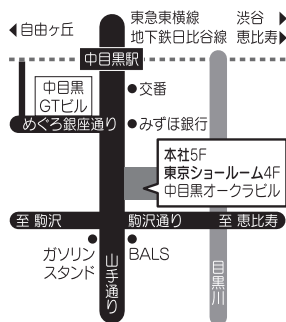 ◀自由ヶ丘
東急東横線 渋谷▶
地下鉄日比谷線 恵比寿▶
中目黒駅
中目黒
GTビル
●交番
めぐろ銀座通り
●みずほ銀行
本社5F
東京ショールーム4F
中目黒オークラビル
至 駒沢
駒沢通り
至 恵比寿
ガソリン
スタンド
BALS
山手通り
目黒川